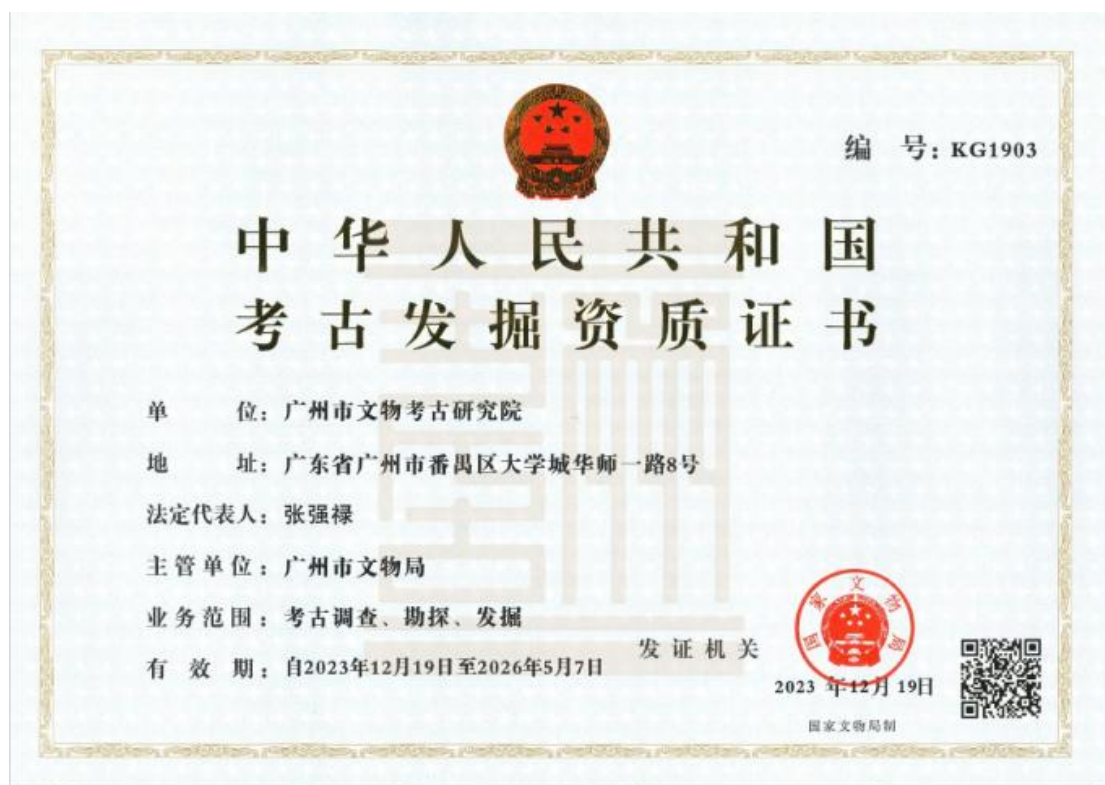 编 号：KG1903
中华人民共和国
考古发掘资质证书
单 位：广州市文物考古研究院
地 址：广东省广州市番禺区大学城华师一路8号
法定代表人：张强禄
主管单位：广州市文物局
业务范围：考古调查、勘探、发掘
有 效 期：自2023年12月19日至2026年5月7日
发证机关
国家文物局
2023 年12月 19日
国家文物局制